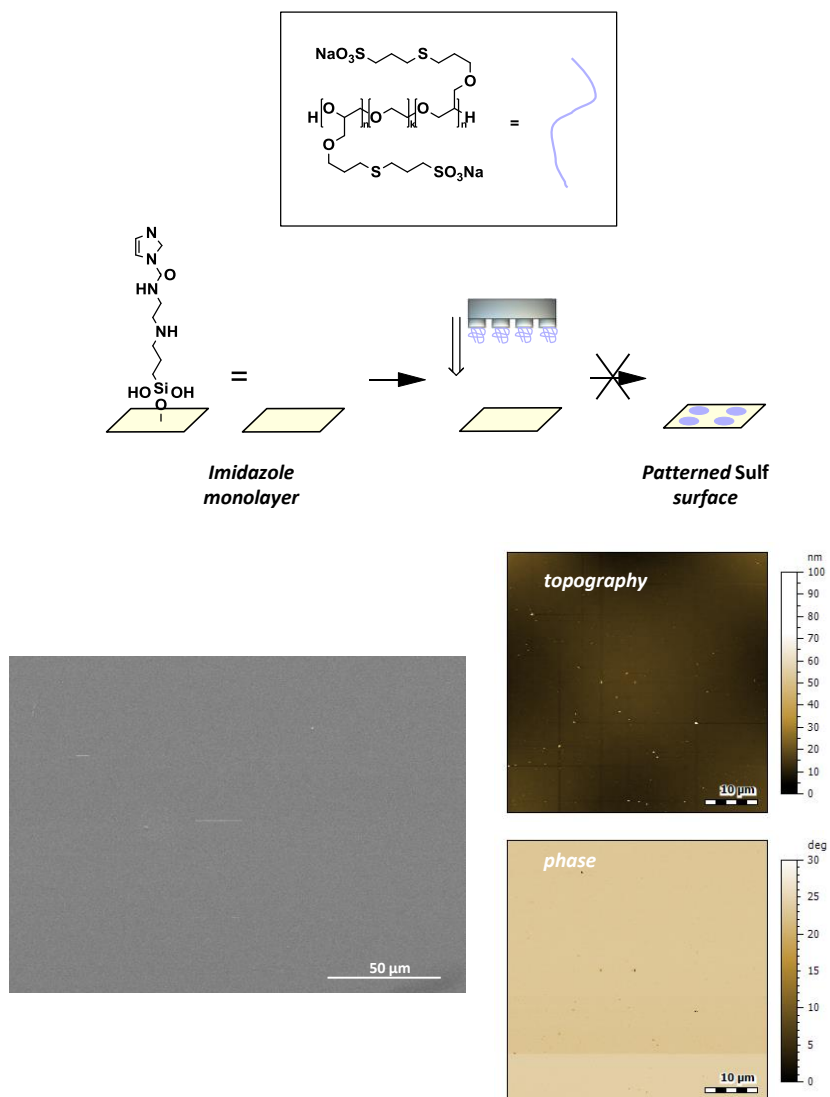 NaO3S
S
O
H
O
n
O
k
O
n
H
=
O
S
SO3Na
N
N
O
HN
NH
Si
HO
OH
O
=
Imidazole
monolayer
Patterned Sulf
surface
topography
10 µm
nm
100
90
80
70
60
50
40
30
20
10
0
50 µm
phase
10 µm
deg
30
25
20
15
10
5
0